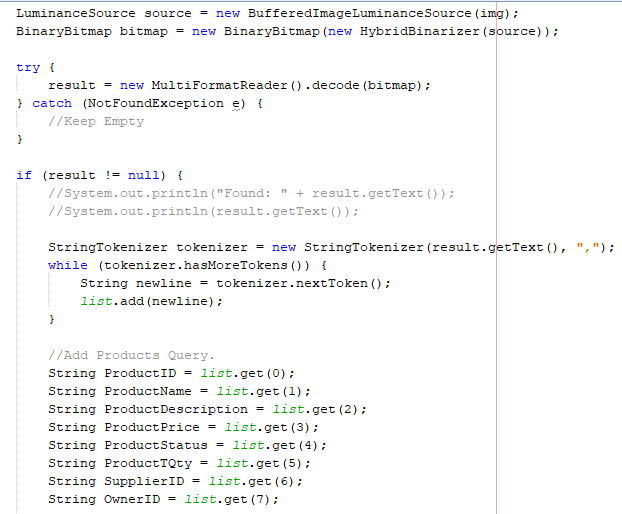 LuminanceSource source = new BufferedImageLuminanceSource(img);
BinaryBitmap bitmap = new BinaryBitmap(new HybridBinarizer(source));
try {
result = new MultiFormatReader().decode(bitmap);
} catch (NotFoundException e) {
//Keep Empty
}
if (result != null) {
//System.out.println("Found: " + result.getText());
//System.out.println(result.getText());
StringTokenizer tokenizer = new StringTokenizer(result.getText(), ",");
while (tokenizer.hasMoreTokens()) {
String newline = tokenizer.nextToken();
list.add(newline);
}
//Add Products Query.
String ProductID = list.get(0);
String ProductName = list.get(1);
String ProductDescription = list.get(2);
String ProductPrice = list.get(3);
String ProductStatus = list.get(4);
String ProductTQty = list.get(5);
String SupplierID = list.get(6);
String OwnerID = list.get(7);